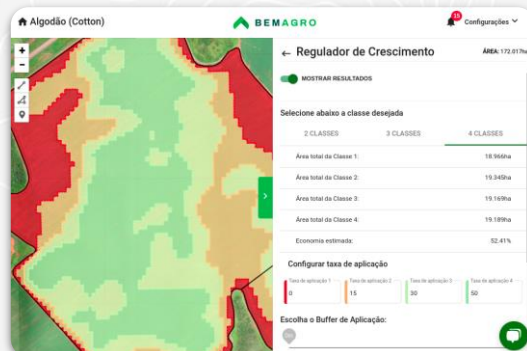 Algodão (Cotton)
BEMAGRO
15
Configurações
← Regulador de Crescimento
ÁREA: 172.017ha
MOSTRAR RESULTADOS
Selecione abaixo a classe desejada
2 CLASSES 3 CLASSES 4 CLASSES
Área total da Classe 1: 18.966ha
Área total da Classe 2: 19.345ha
Área total da Classe 3: 19.169ha
Área total da Classe 4: 19.189ha
Economia estimada: 52.41%
Configurar taxa de aplicação
Taxa de aplicação 1 Taxa de aplicação 2 Taxa de aplicação 3 Taxa de aplicação 4
0 15 30 50
Escolha o Buffer de Aplicação: